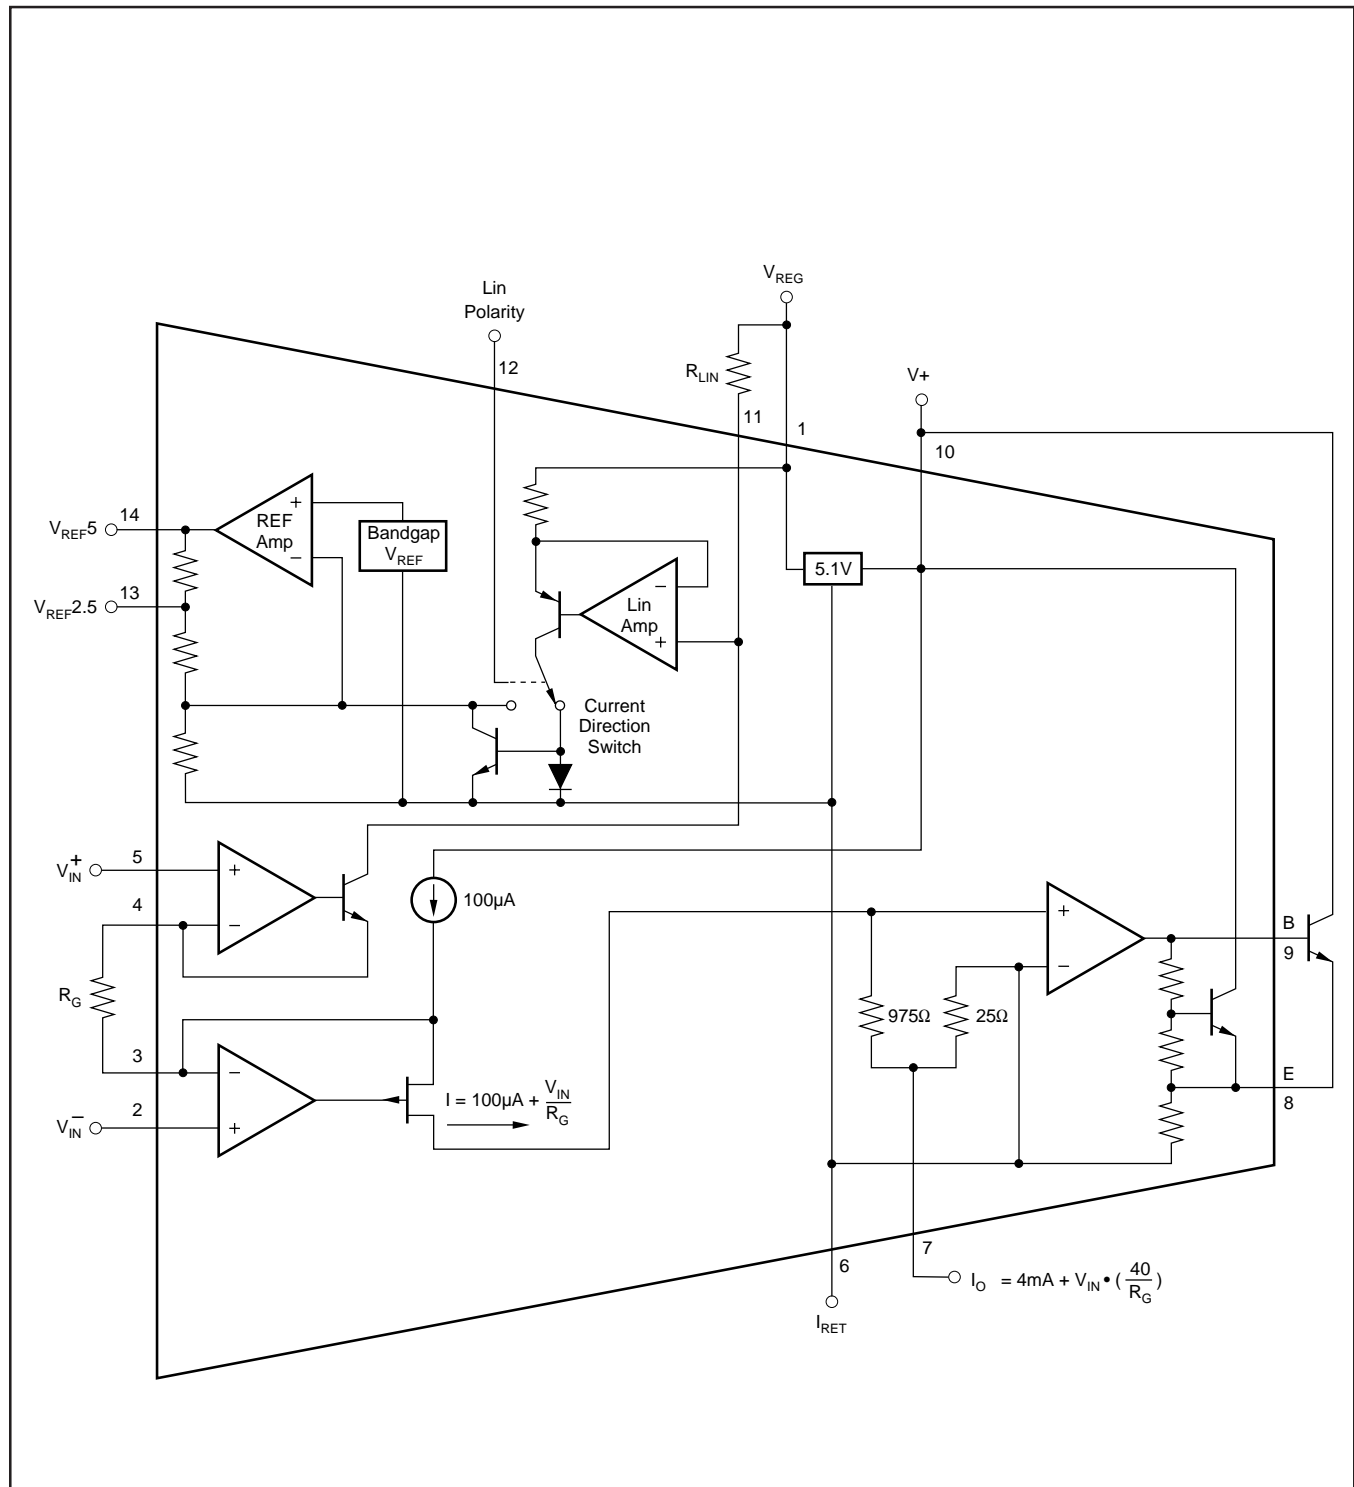 V_REG
Lin
Polarity
12
R_LIN
V+
11
1
10
14
V_REF5
+
REF
Amp
−
Bandgap
V_REF
5.1V
−
Lin
Amp
+
13
V_REF2.5
Current
Direction
Switch
5
V_IN^+
+
4
−
100µA
+
B
9
−
R_G
975Ω
25Ω
3
−
E
8
2
V_IN^−
+
I = 100µA + V_IN/R_G
7
6
I_O = 4mA + V_IN • (40/R_G)
I_RET